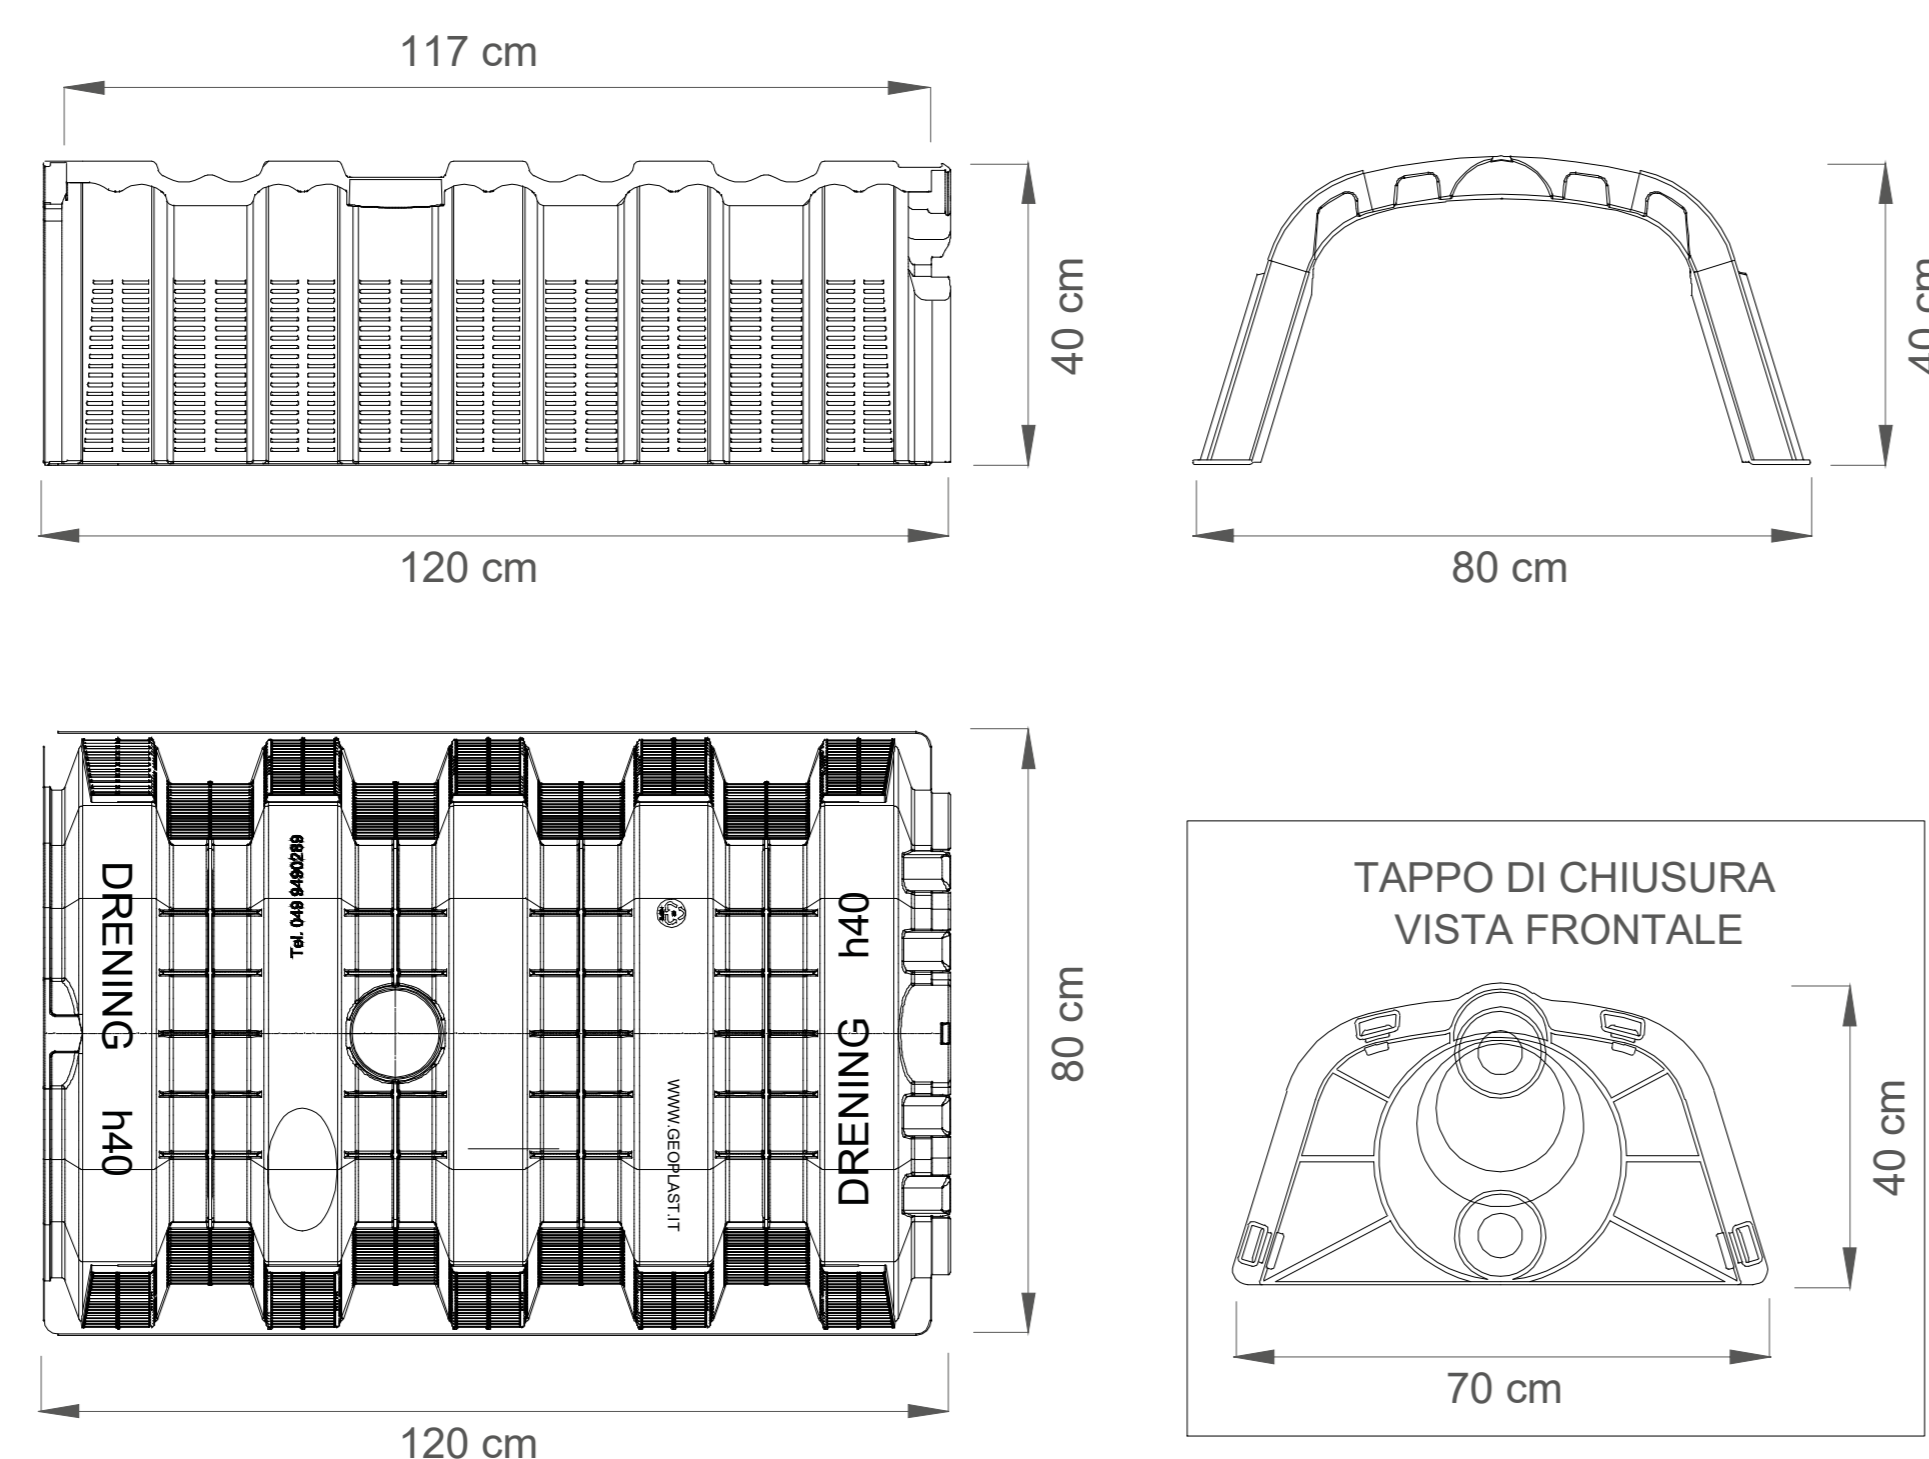 117 cm
40 cm
120 cm
40 cm
80 cm
DRENING h40
Tel. 049 9490289
WWW.GEOPLAST.IT
DRENING h40
80 cm
120 cm
TAPPO DI CHIUSURA
VISTA FRONTALE
40 cm
70 cm